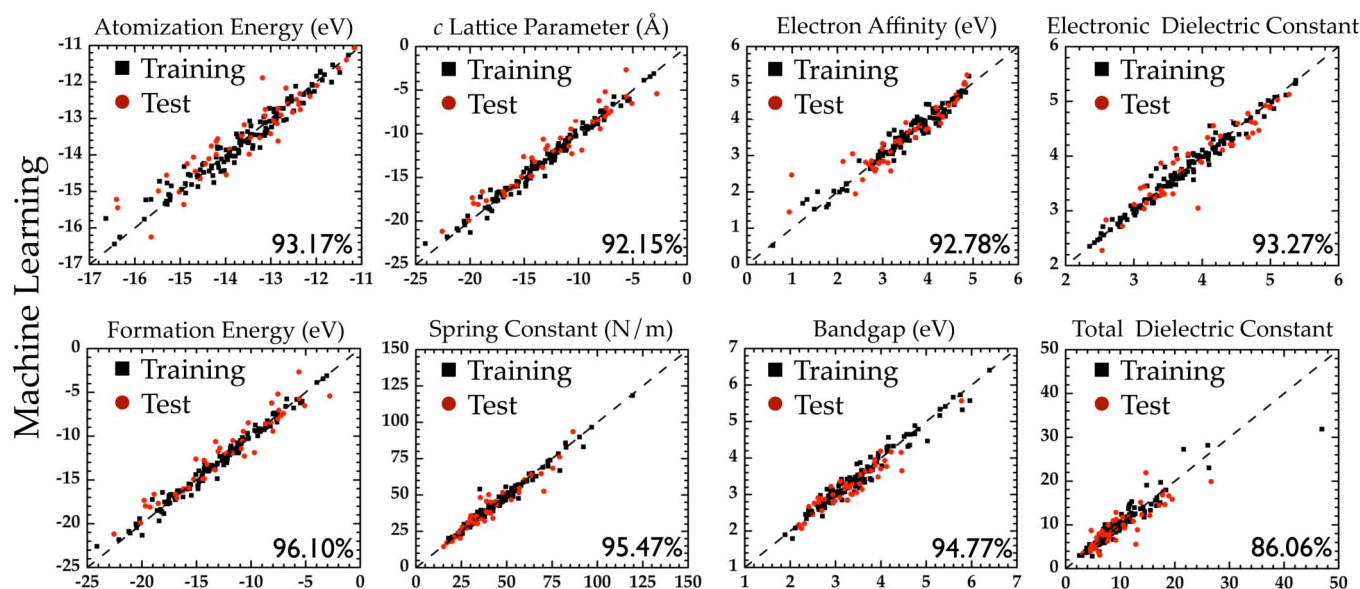 Machine Learning
Atomization Energy (eV)
-11
-12
-13
-14
-15
-16
-17
Training
Test
93.17%
-17 -16 -15 -14 -13 -12 -11
c Lattice Parameter (Å)
0
-5
-10
-15
-20
-25
Training
Test
92.15%
-25 -20 -15 -10 -5 0
Electron Affinity (eV)
6
5
4
3
2
1
0
Training
Test
92.78%
0 1 2 3 4 5 6
Electronic Dielectric Constant
6
5
4
3
2
Training
Test
93.27%
2 3 4 5 6
Formation Energy (eV)
0
-5
-10
-15
-20
-25
Training
Test
96.10%
-25 -20 -15 -10 -5 0
Spring Constant (N/m)
150
125
100
75
50
25
0
Training
Test
95.47%
0 25 50 75 100 125 150
Bandgap (eV)
7
6
5
4
3
2
1
Training
Test
94.77%
1 2 3 4 5 6 7
Total Dielectric Constant
50
40
30
20
10
0
Training
Test
86.06%
0 10 20 30 40 50